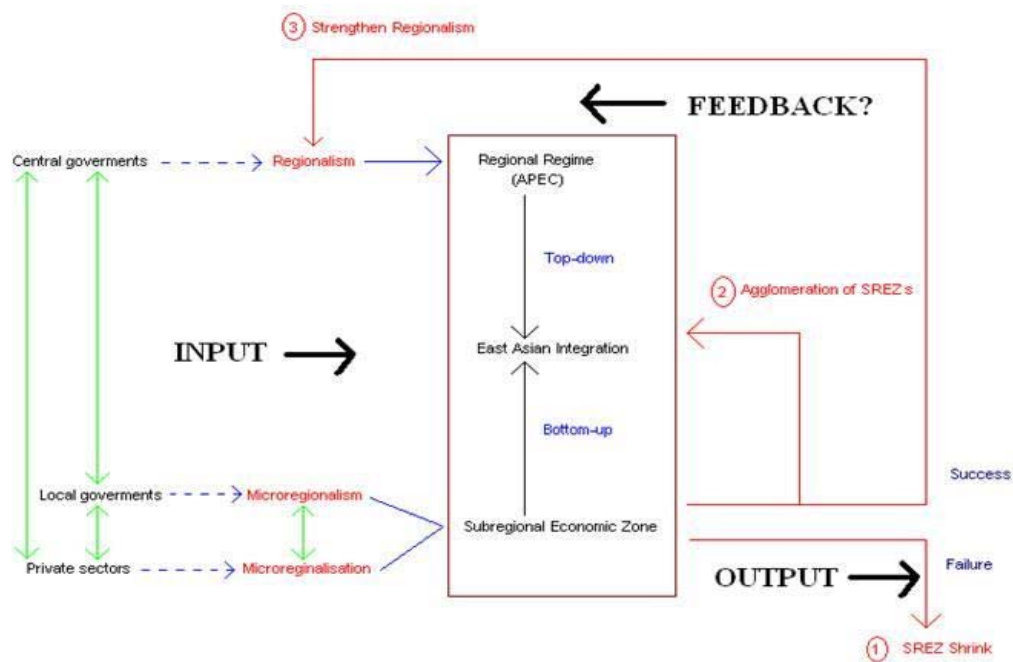 3 Strengthen Regionalism
FEEDBACK?
Central goverments
Regionalism
Regional Regime
(APEC)
Top-down
2 Agglomeration of SREZs
INPUT
East Asian Integration
Bottom-up
Success
Local goverments
Microregionalism
Subregional Economic Zone
Private sectors
Microreginalisation
OUTPUT
Failure
1 SREZ Shrink